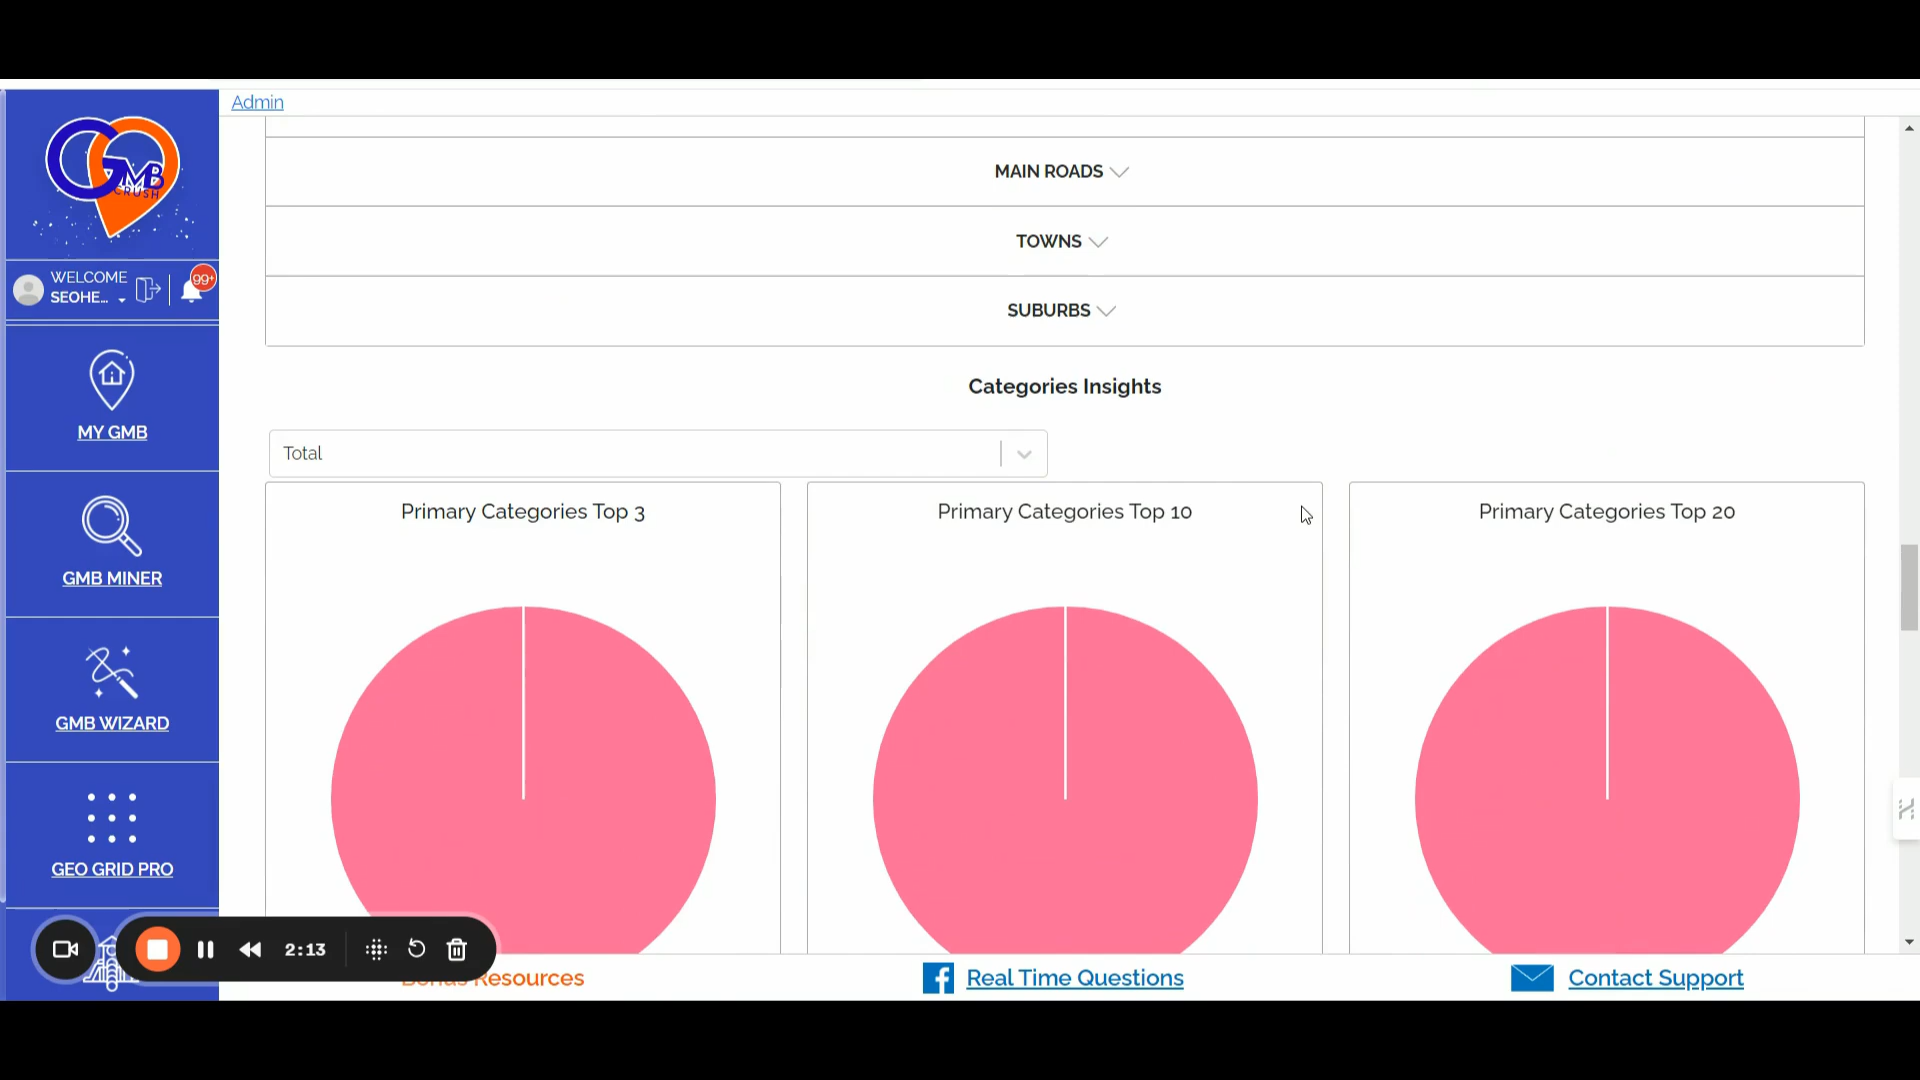 Admin
GMB
CRUSH
WELCOME
SEOHE...
99+
MY GMB
GMB MINER
GMB WIZARD
GEO GRID PRO
MAIN ROADS
TOWNS
SUBURBS
Categories Insights
Total
Primary Categories Top 3
Primary Categories Top 10
Primary Categories Top 20
2:13
Bonus Resources
Real Time Questions
Contact Support